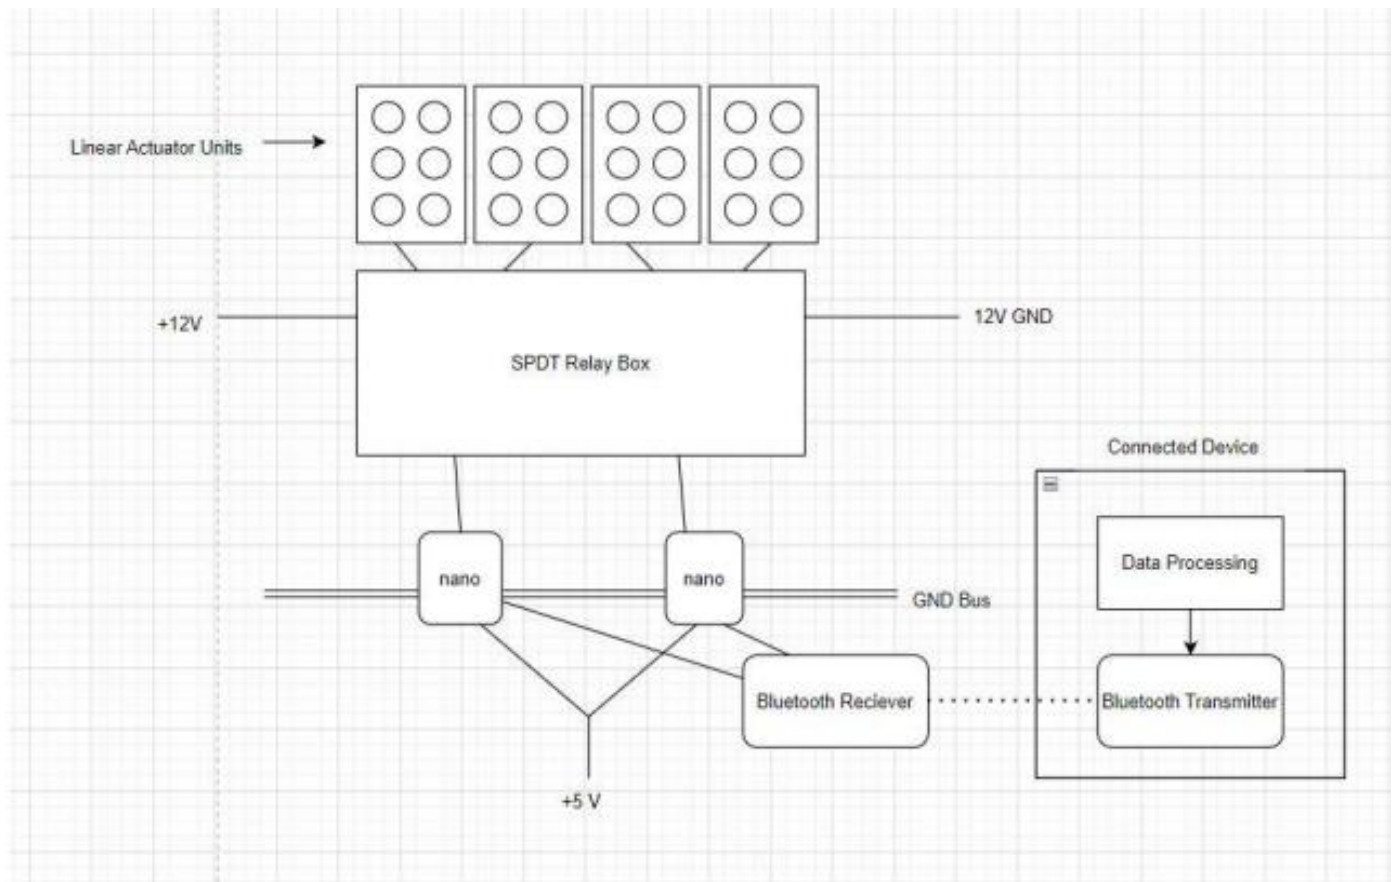 Linear Actuator Units
+12V
12V GND
SPDT Relay Box
Connected Device
nano
nano
GND Bus
Data Processing
Bluetooth Reciever
Bluetooth Transmitter
+5 V